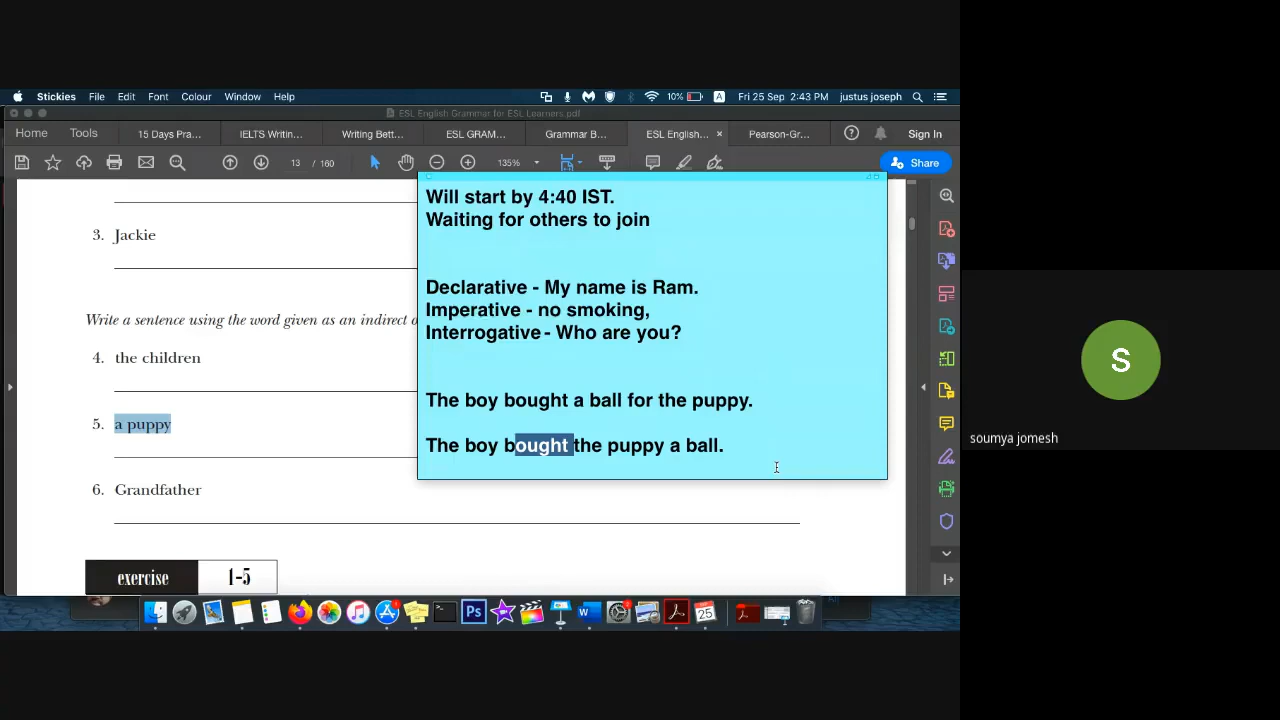 Stickies File Edit Font Colour Window Help 10% A Fri 25 Sep 2:43 PM justus joseph
ESL English Grammar for ESL Learners.pdf
Home Tools 15 Days Pra... IELTS Writin... Writing Bett... ESL GRAM... Grammar B... ESL English... × Pearson-Gr... Sign In
13 / 160 135% Share
Will start by 4:40 IST.
Waiting for others to join
3. Jackie
Declarative - My name is Ram.
Imperative - no smoking,
Interrogative - Who are you?
Write a sentence using the word given as an indirect o
4. the children
The boy bought a ball for the puppy.
5. a puppy
The boy bought the puppy a ball.
6. Grandfather
exercise 1-5
S
soumya jomesh